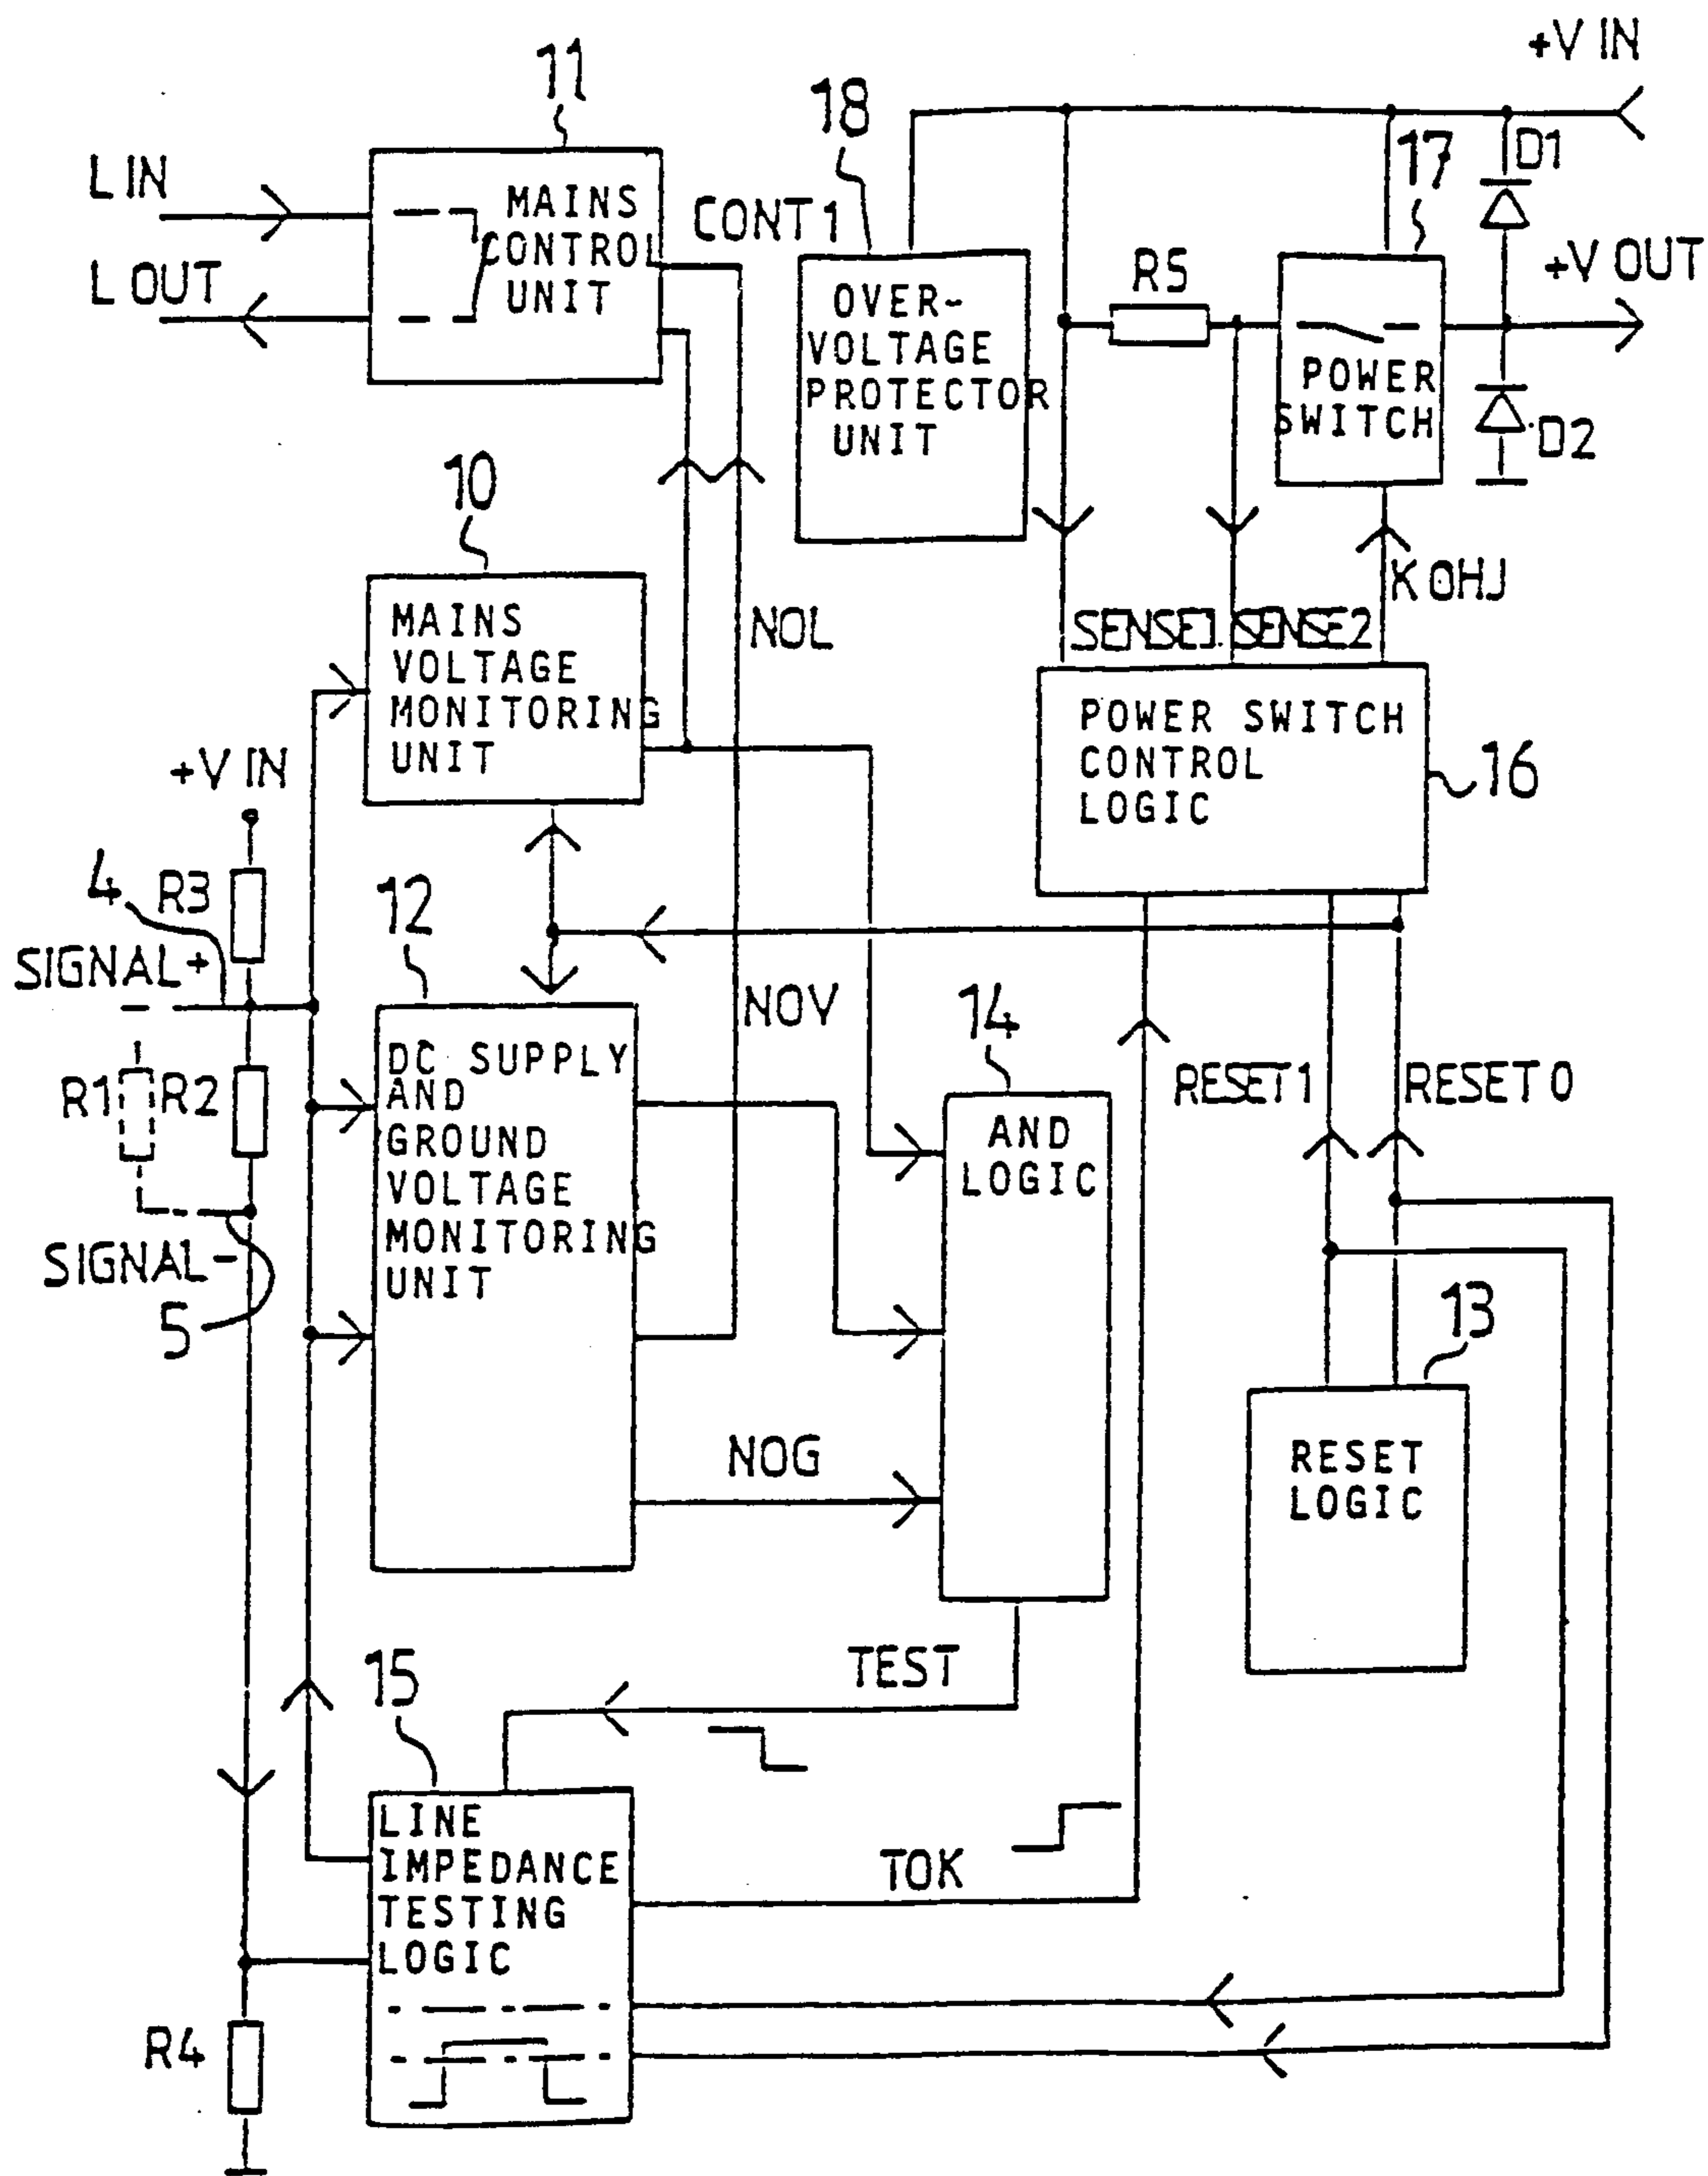 +V IN
11
18
17
D1
L IN
MAINS
CONTROL
UNIT
CONT 1
L OUT
OVER-
VOLTAGE
PROTECTOR
UNIT
R5
+V OUT
POWER
SWITCH
D2
10
K OHJ
MAINS
VOLTAGE
MONITORING
UNIT
NOL
SENSE1
SENSE2
POWER SWITCH
CONTROL
LOGIC
16
+V IN
4
R3
12
SIGNAL+
NOV
14
R1
R2
DC SUPPLY
AND
GROUND
VOLTAGE
MONITORING
UNIT
RESET1
RESET0
AND
LOGIC
SIGNAL-
5
13
NOG
RESET
LOGIC
15
TEST
LINE
IMPEDANCE
TESTING
LOGIC
TOK
R4